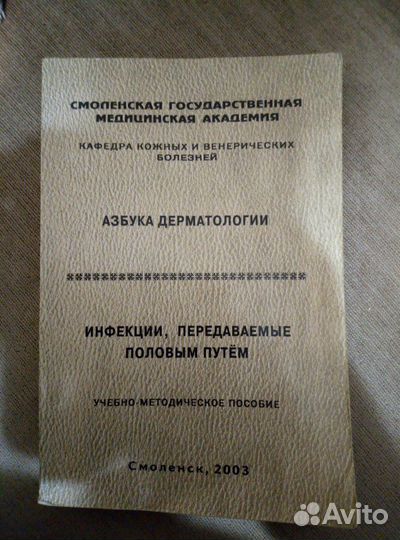 СМОЛЕНСКАЯ ГОСУДАРСТВЕННАЯ
МЕДИЦИНСКАЯ АКАДЕМИЯ
КАФЕДРА КОЖНЫХ И ВЕНЕРИЧЕСКИХ
БОЛЕЗНЕЙ
АЗБУКА ДЕРМАТОЛОГИИ
ИНФЕКЦИИ, ПЕРЕДАВАЕМЫЕ
ПОЛОВЫМ ПУТЁМ
УЧЕБНО-МЕТОДИЧЕСКОЕ ПОСОБИЕ
Смоленск, 2003
Avito